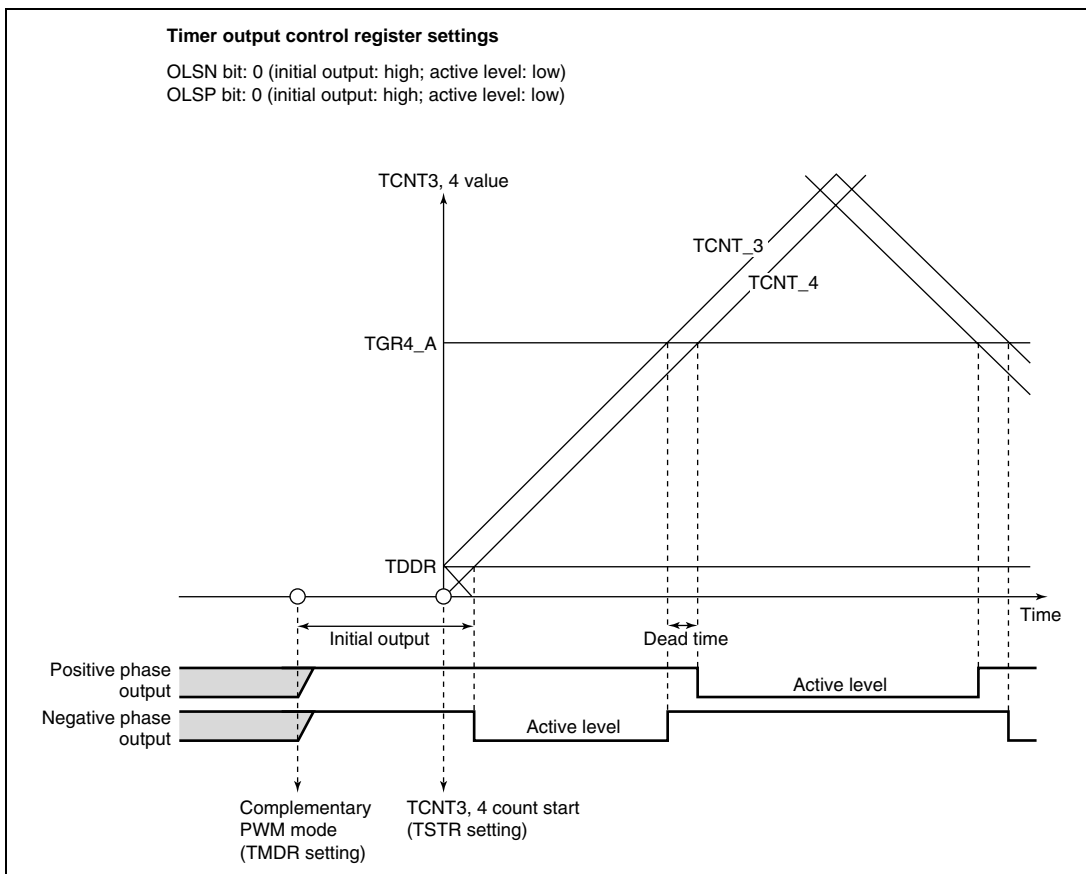 Timer output control register settings
OLSN bit: 0 (initial output: high; active level: low)
OLSP bit: 0 (initial output: high; active level: low)
TCNT3, 4 value
TCNT_3
TCNT_4
TGR4_A
TDDR
Time
Initial output
Dead time
Positive phase
output
Active level
Negative phase
output
Active level
Complementary
PWM mode
(TMDR setting)
TCNT3, 4 count start
(TSTR setting)